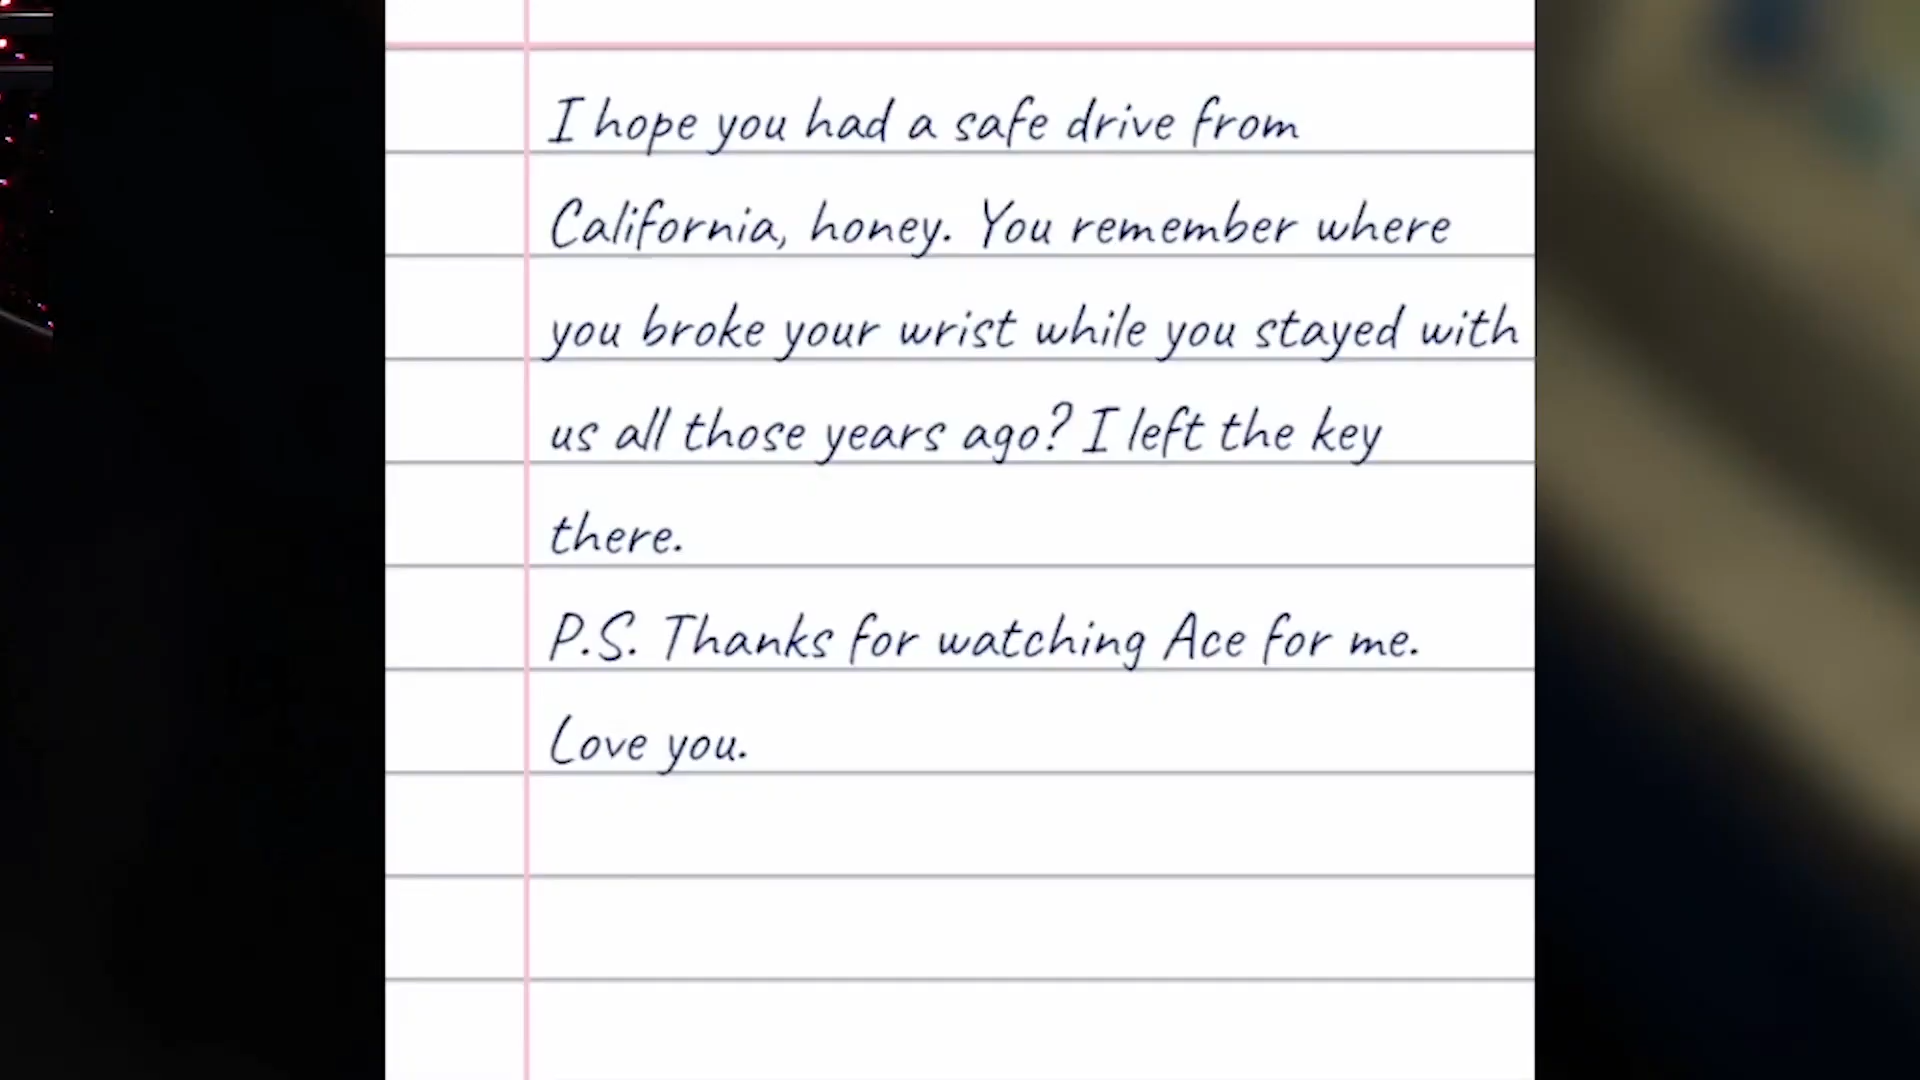 I hope you had a safe drive from
California, honey. You remember where
you broke your wrist while you stayed with
us all those years ago? I left the key
there.
P.S. Thanks for watching Ace for me.
Love you.